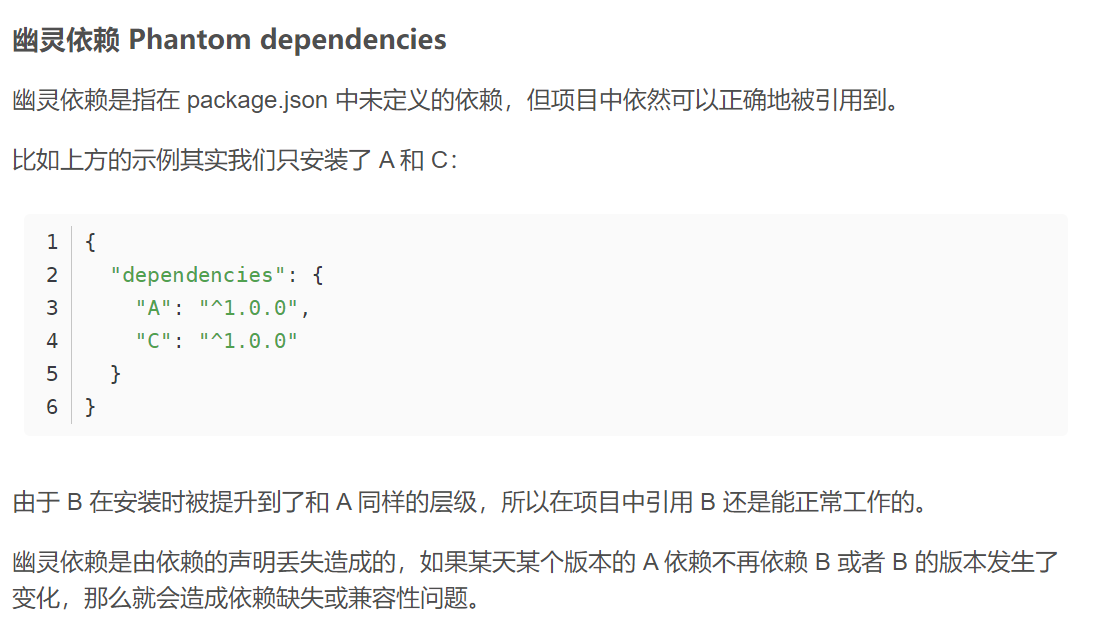 幽灵依赖 Phantom dependencies
幽灵依赖是指在 package.json 中未定义的依赖，但项目中依然可以正确地被引用到。
比如上方的示例其实我们只安装了 A 和 C：
1 {
2   "dependencies": {
3     "A": "^1.0.0",
4     "C": "^1.0.0"
5   }
6 }
由于 B 在安装时被提升到了和 A 同样的层级，所以在项目中引用 B 还是能正常工作的。
幽灵依赖是由依赖的声明丢失造成的，如果某天某个版本的 A 依赖不再依赖 B 或者 B 的版本发生了
变化，那么就会造成依赖缺失或兼容性问题。